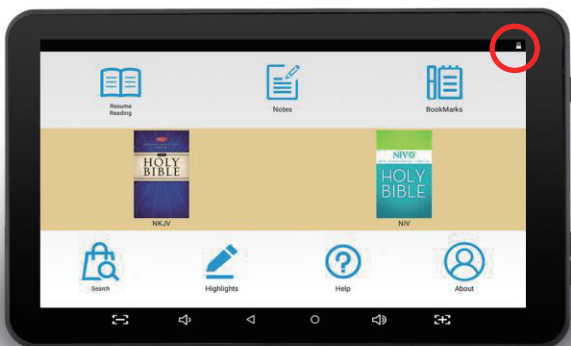 Resume
Reading
Notes
BookMarks
HOLY
BIBLE
NKJV
NIV
HOLY
BIBLE
NIV
Search
Highlights
Help
About